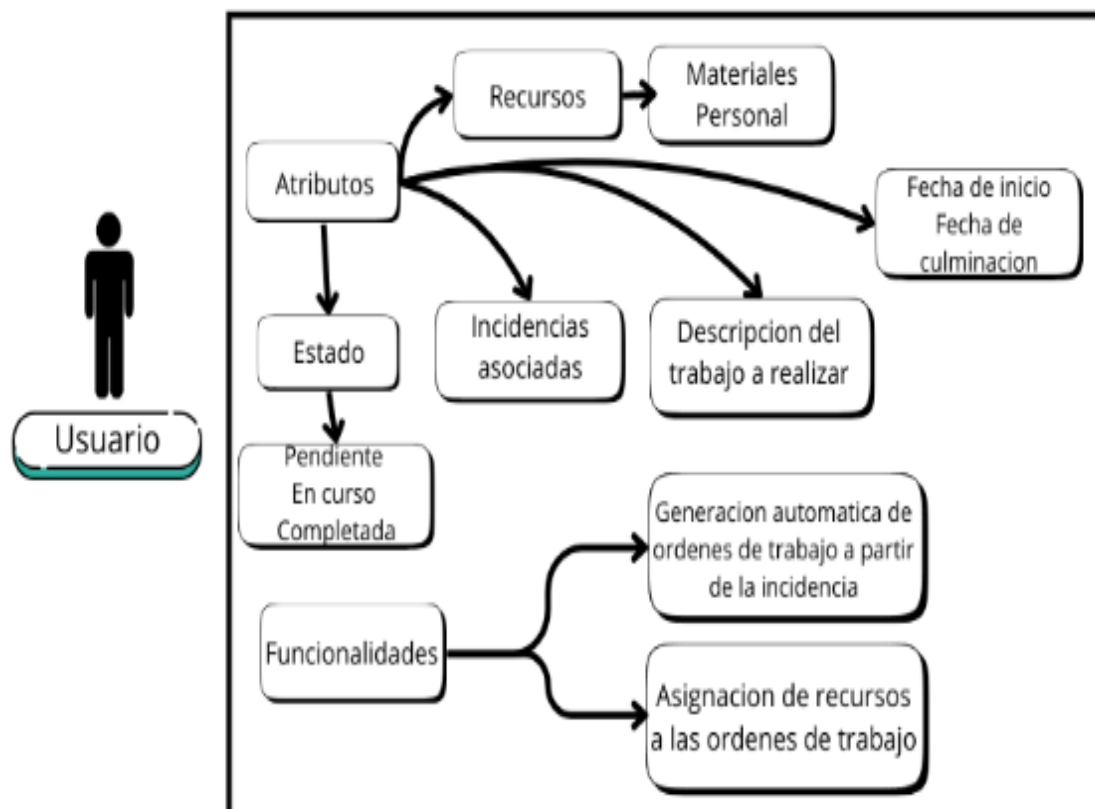 Recursos
Materiales
Personal
Atributos
Fecha de inicio
Fecha de
culminacion
Estado
Incidencias
asociadas
Descripcion del
trabajo a realizar
Usuario
Pendiente
En curso
Completada
Generacion automatica de
ordenes de trabajo a partir
de la incidencia
Funcionalidades
Asignacion de recursos
a las ordenes de trabajo